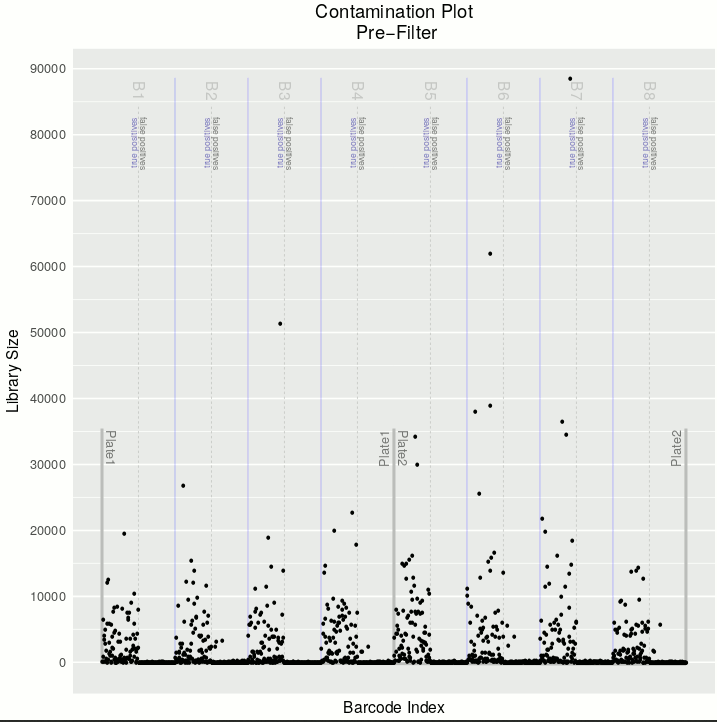 Contamination Plot
Pre−Filter
90000
80000
70000
60000
50000
40000
30000
20000
10000
0
Library Size
B1
B2
B3
B4
B5
B6
B7
B8
true positives
false positives
true positives
false positives
true positives
false positives
true positives
false positives
true positives
false positives
true positives
false positives
true positives
false positives
true positives
false positives
Plate1
Plate1
Plate2
Plate2
Barcode Index